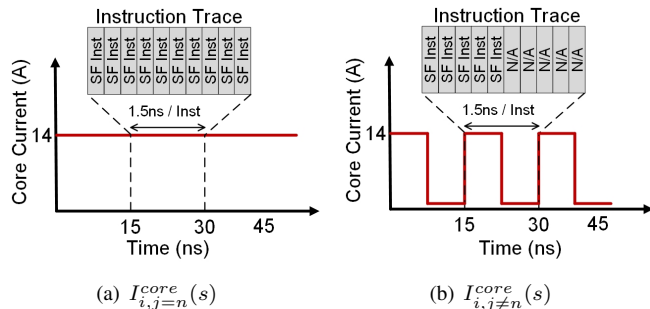 Instruction Trace
SF Inst
SF Inst
SF Inst
SF Inst
SF Inst
SF Inst
SF Inst
SF Inst
SF Inst
1.5ns / Inst
Core Current (A)
14
15 30 45
Time (ns)
(a) I^{core}_{i,j=n}(s)
Instruction Trace
SF Inst
SF Inst
SF Inst
SF Inst
SF Inst
N/A
N/A
N/A
N/A
N/A
1.5ns / Inst
Core Current (A)
14
15 30 45
Time (ns)
(b) I^{core}_{i,j≠n}(s)